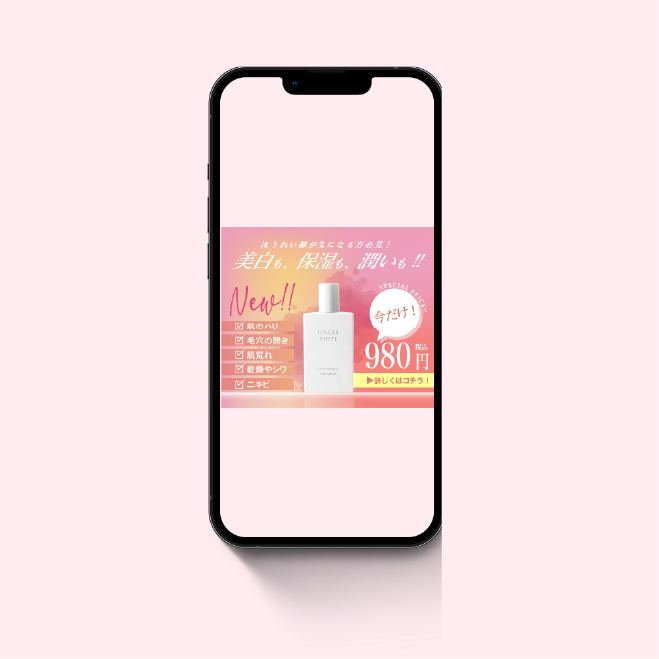 ほうれい線が気になる方必見！
美白も、保湿も、潤いも!!
New!!
肌のハリ
毛穴の開き
肌荒れ
乾燥やシワ
ニキビ
GINGER
WHITE
SPECIAL PRICE!!
今だけ！
980円
税込
▶詳しくはコチラ！